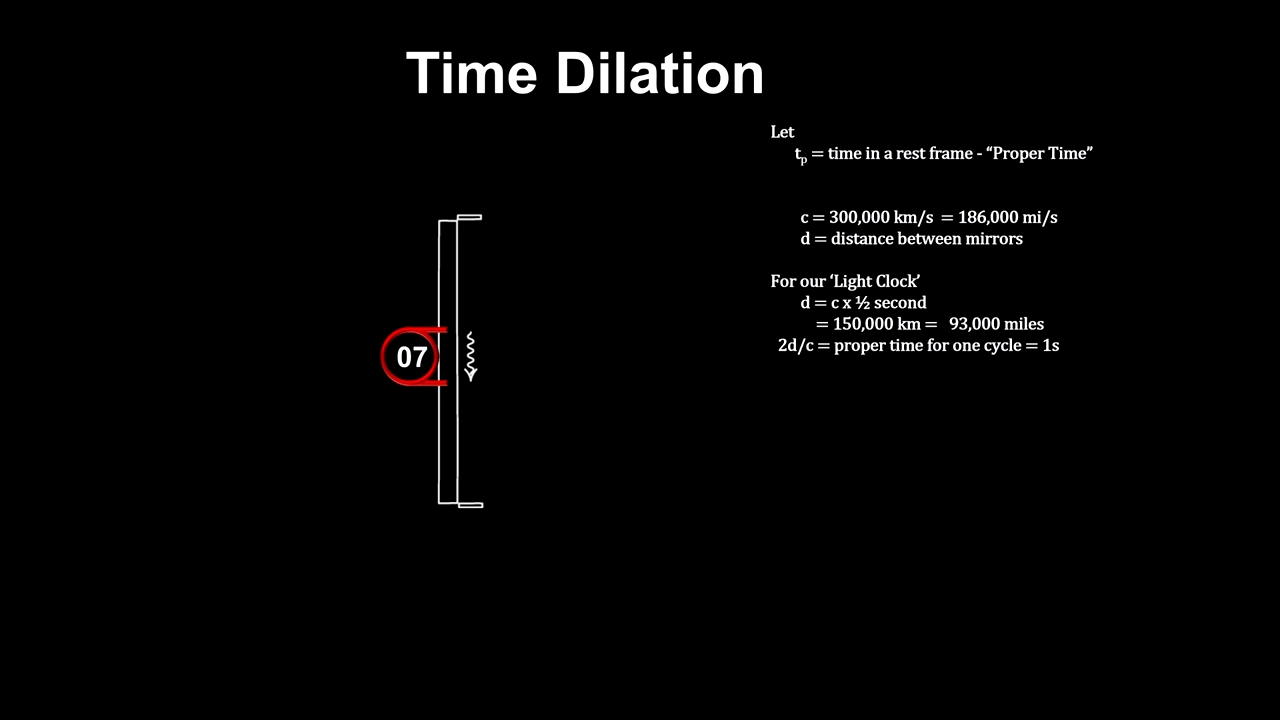 Time Dilation
Let
tp = time in a rest frame - “Proper Time”
c = 300,000 km/s = 186,000 mi/s
d = distance between mirrors
For our ‘Light Clock’
d = c x ½ second
= 150,000 km = 93,000 miles
2d/c = proper time for one cycle = 1s
07